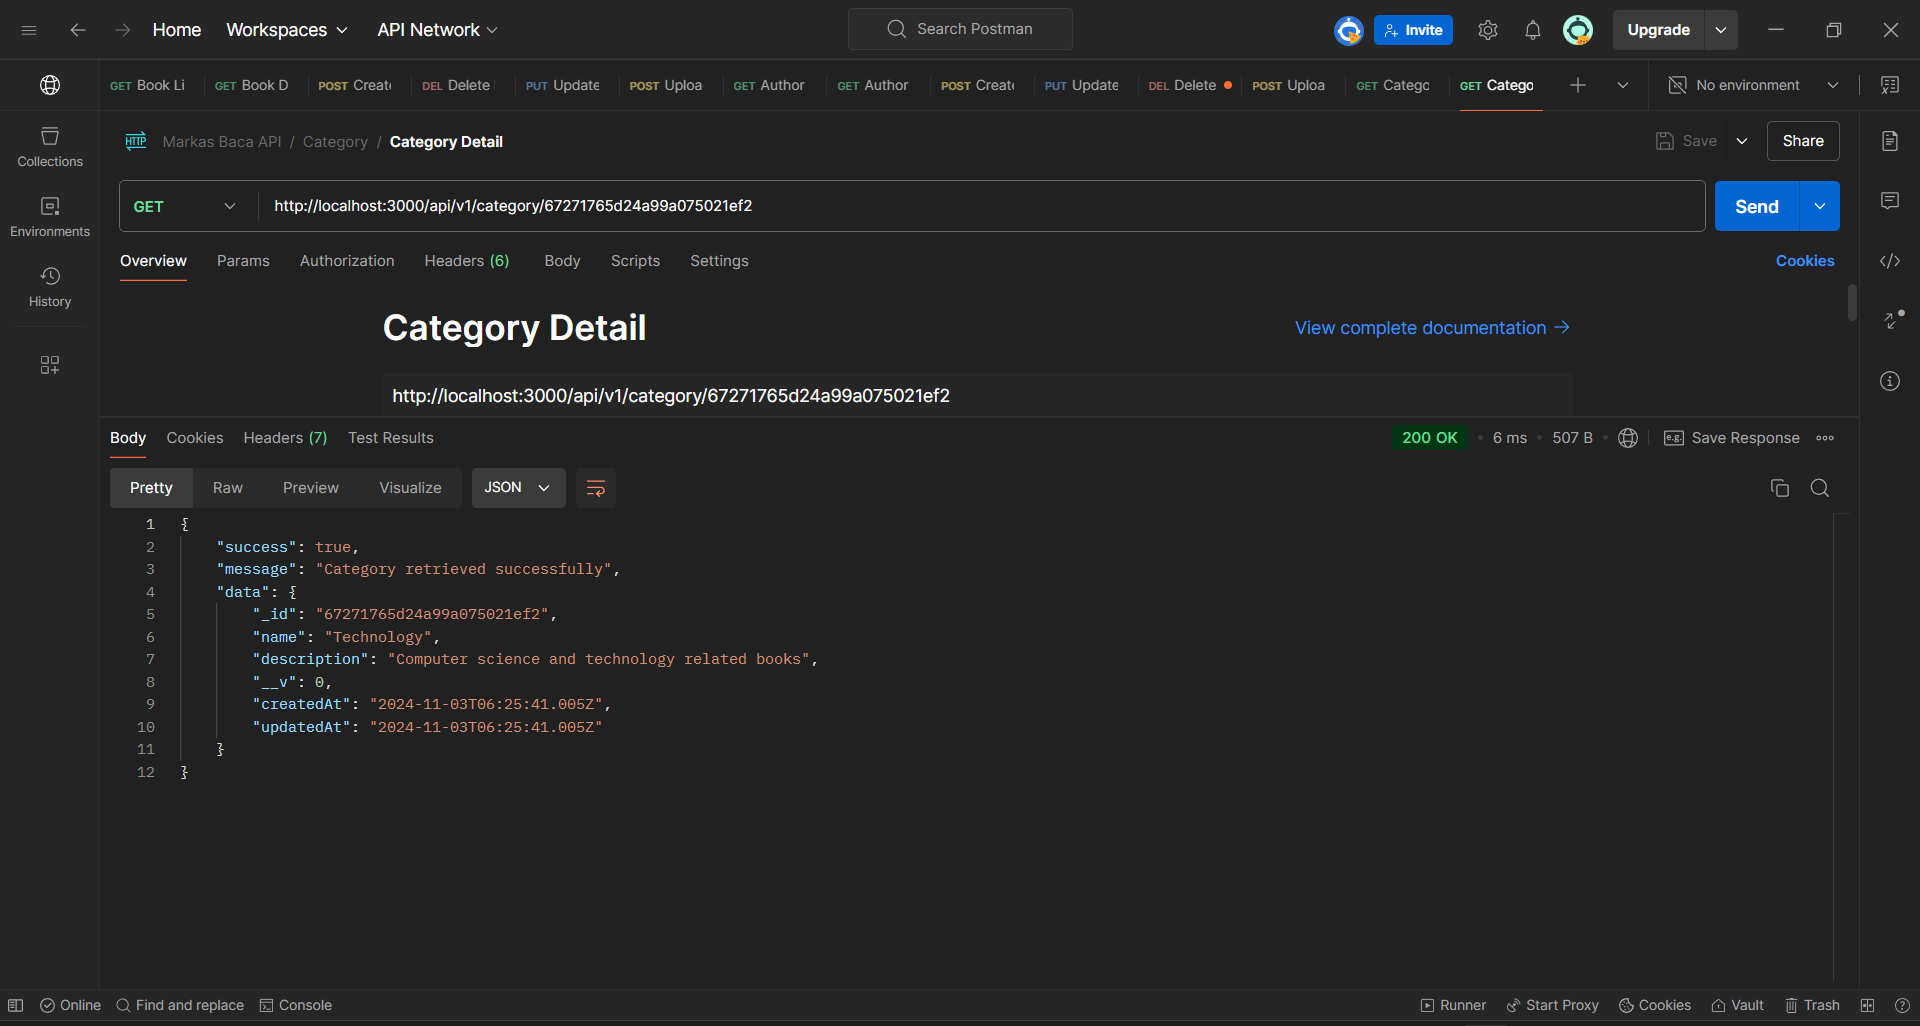 Home Workspaces API Network Search Postman Invite Upgrade
GET Book Li GET Book D POST Create DEL Delete PUT Update POST Uploa GET Author GET Author POST Create PUT Update DEL Delete POST Uploa GET Catego GET Catego No environment
HTTP Markas Baca API / Category / Category Detail Save Share
Collections
Environments
History
GET http://localhost:3000/api/v1/category/67271765d24a99a075021ef2 Send
Overview Params Authorization Headers (6) Body Scripts Settings Cookies
Category Detail View complete documentation →
http://localhost:3000/api/v1/category/67271765d24a99a075021ef2
Body Cookies Headers (7) Test Results 200 OK • 6 ms • 507 B • e.g. Save Response
Pretty Raw Preview Visualize JSON
1 {
2 "success": true,
3 "message": "Category retrieved successfully",
4 "data": {
5 "_id": "67271765d24a99a075021ef2",
6 "name": "Technology",
7 "description": "Computer science and technology related books",
8 "__v": 0,
9 "createdAt": "2024-11-03T06:25:41.005Z",
10 "updatedAt": "2024-11-03T06:25:41.005Z"
11 }
12 }
Online Find and replace Console Runner Start Proxy Cookies Vault Trash